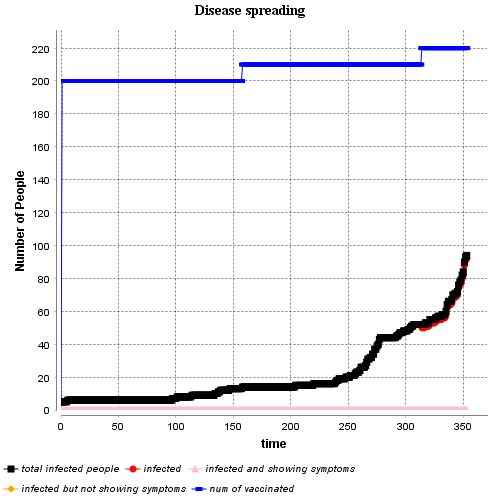 Disease spreading
220
200
180
160
140
120
100
80
60
40
20
0
Number of People
0 50 100 150 200 250 300 350
time
total infected people infected infected and showing symptoms
infected but not showing symptoms num of vaccinated